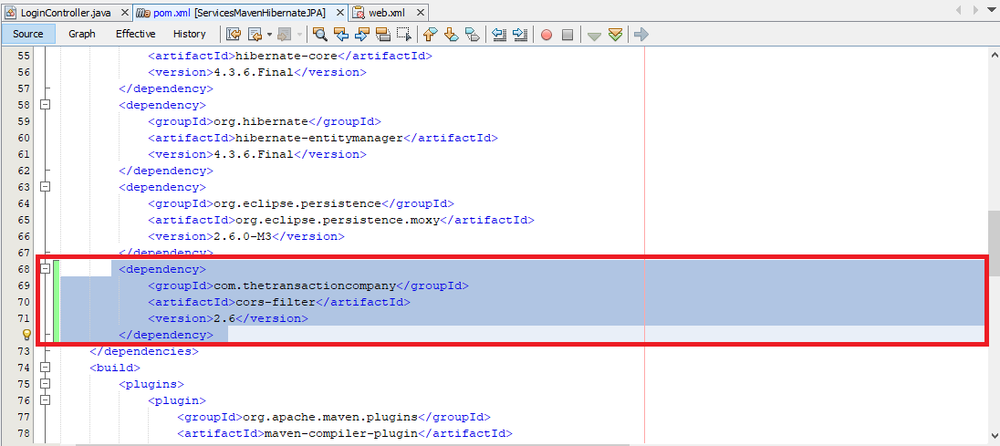 LoginController.java pom.xml [ServicesMavenHibernateJPA] web.xml
Source Graph Effective History
55 <artifactId>hibernate-core</artifactId>
56 <version>4.3.6.Final</version>
57 </dependency>
58 <dependency>
59 <groupId>org.hibernate</groupId>
60 <artifactId>hibernate-entitymanager</artifactId>
61 <version>4.3.6.Final</version>
62 </dependency>
63 <dependency>
64 <groupId>org.eclipse.persistence</groupId>
65 <artifactId>org.eclipse.persistence.moxy</artifactId>
66 <version>2.6.0-M3</version>
67 </dependency>
68 <dependency>
69 <groupId>com.thetransactioncompany</groupId>
70 <artifactId>cors-filter</artifactId>
71 <version>2.6</version>
</dependency>
73 </dependencies>
74 <build>
75 <plugins>
76 <plugin>
77 <groupId>org.apache.maven.plugins</groupId>
78 <artifactId>maven-compiler-plugin</artifactId>